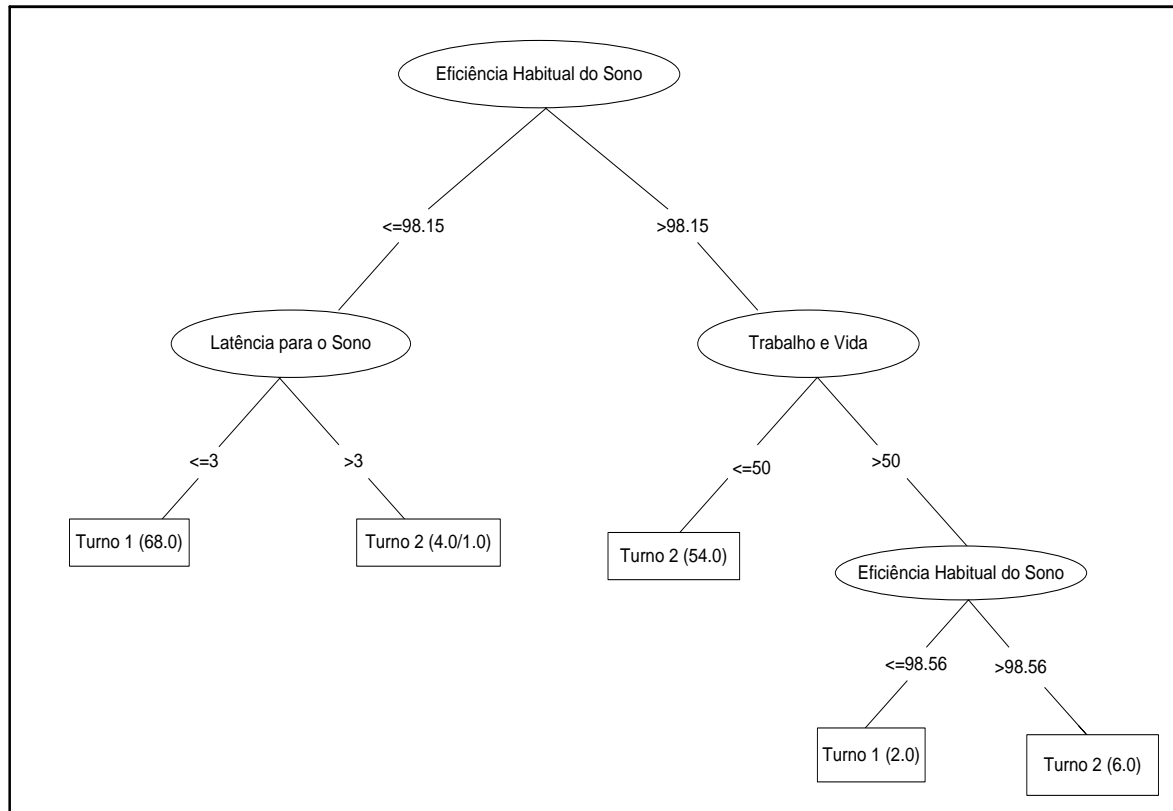 Eficiência Habitual do Sono
<=98.15
>98.15
Latência para o Sono
Trabalho e Vida
<=3
>3
<=50
>50
Turno 1 (68.0)
Turno 2 (4.0/1.0)
Turno 2 (54.0)
Eficiência Habitual do Sono
<=98.56
>98.56
Turno 1 (2.0)
Turno 2 (6.0)